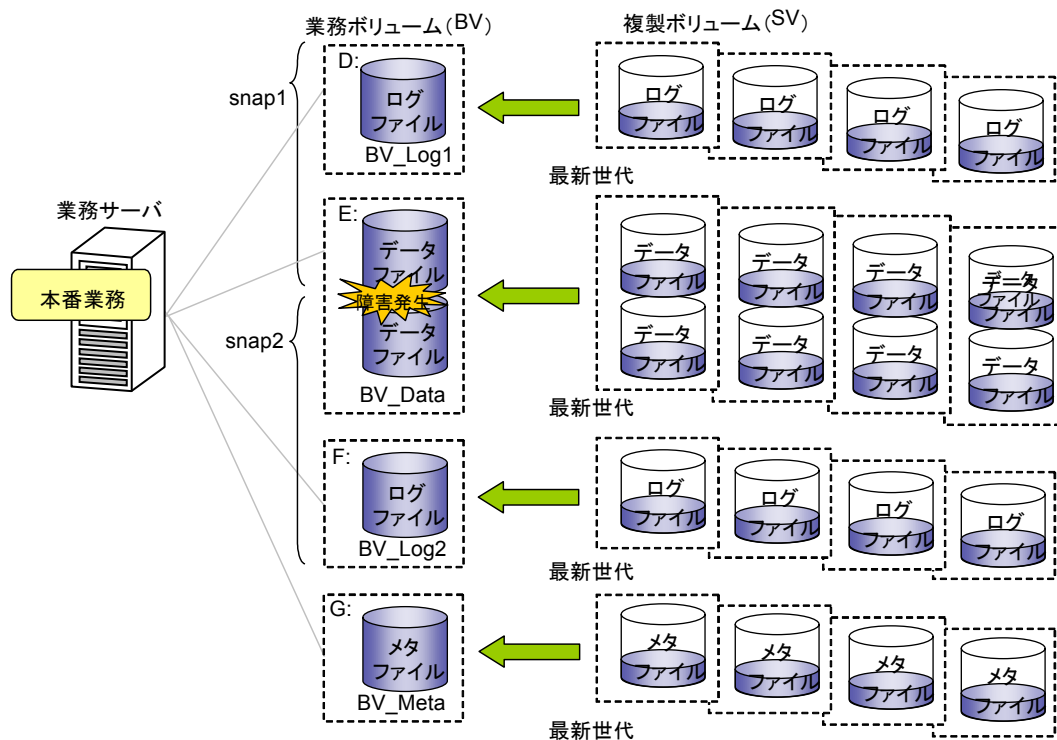 業務ボリューム(BV)
複製ボリューム(SV)
snap1
D:
ログ
ファイル
BV_Log1
ログ
ファイル
ログ
ファイル
ログ
ファイル
ログ
ファイル
最新世代
業務サーバ
本番業務
E:
データ
ファイル
障害発生
データ
ファイル
BV_Data
データ
ファイル
データ
ファイル
データ
ファイル
データ
ファイル
データ
ファイル
データ
ファイル
データ
ファイル
データ
ファイル
最新世代
snap2
F:
ログ
ファイル
BV_Log2
ログ
ファイル
ログ
ファイル
ログ
ファイル
ログ
ファイル
最新世代
G:
メタ
ファイル
BV_Meta
メタ
ファイル
メタ
ファイル
メタ
ファイル
メタ
ファイル
最新世代